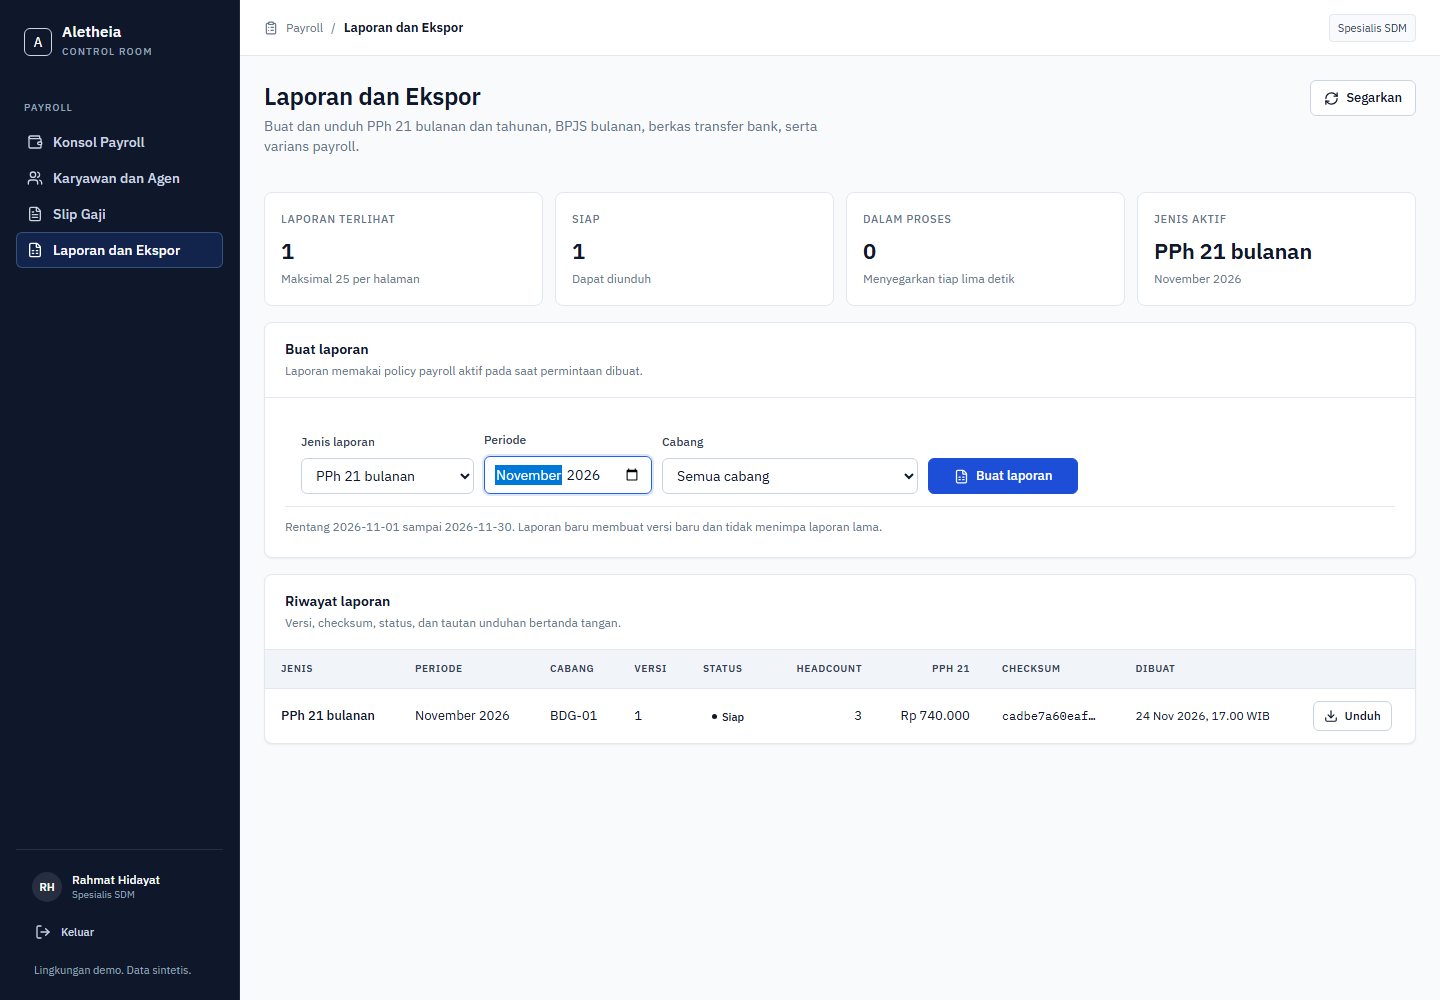 A
Aletheia
CONTROL ROOM
PAYROLL
Konsol Payroll
Karyawan dan Agen
Slip Gaji
Laporan dan Ekspor
RH
Rahmat Hidayat
Spesialis SDM
Keluar
Lingkungan demo. Data sintetis.
Payroll / Laporan dan Ekspor
Spesialis SDM
Laporan dan Ekspor
Buat dan unduh PPh 21 bulanan dan tahunan, BPJS bulanan, berkas transfer bank, serta
varians payroll.
Segarkan
LAPORAN TERLIHAT
1
Maksimal 25 per halaman
SIAP
1
Dapat diunduh
DALAM PROSES
0
Menyegarkan tiap lima detik
JENIS AKTIF
PPh 21 bulanan
November 2026
Buat laporan
Laporan memakai policy payroll aktif pada saat permintaan dibuat.
Jenis laporan
PPh 21 bulanan
Periode
November 2026
Cabang
Semua cabang
Buat laporan
Rentang 2026-11-01 sampai 2026-11-30. Laporan baru membuat versi baru dan tidak menimpa laporan lama.
Riwayat laporan
Versi, checksum, status, dan tautan unduhan bertanda tangan.
JENIS PERIODE CABANG VERSI STATUS HEADCOUNT PPH 21 CHECKSUM DIBUAT
PPh 21 bulanan November 2026 BDG-01 1 Siap 3 Rp 740.000 cadbe7a60eaf… 24 Nov 2026, 17.00 WIB Unduh